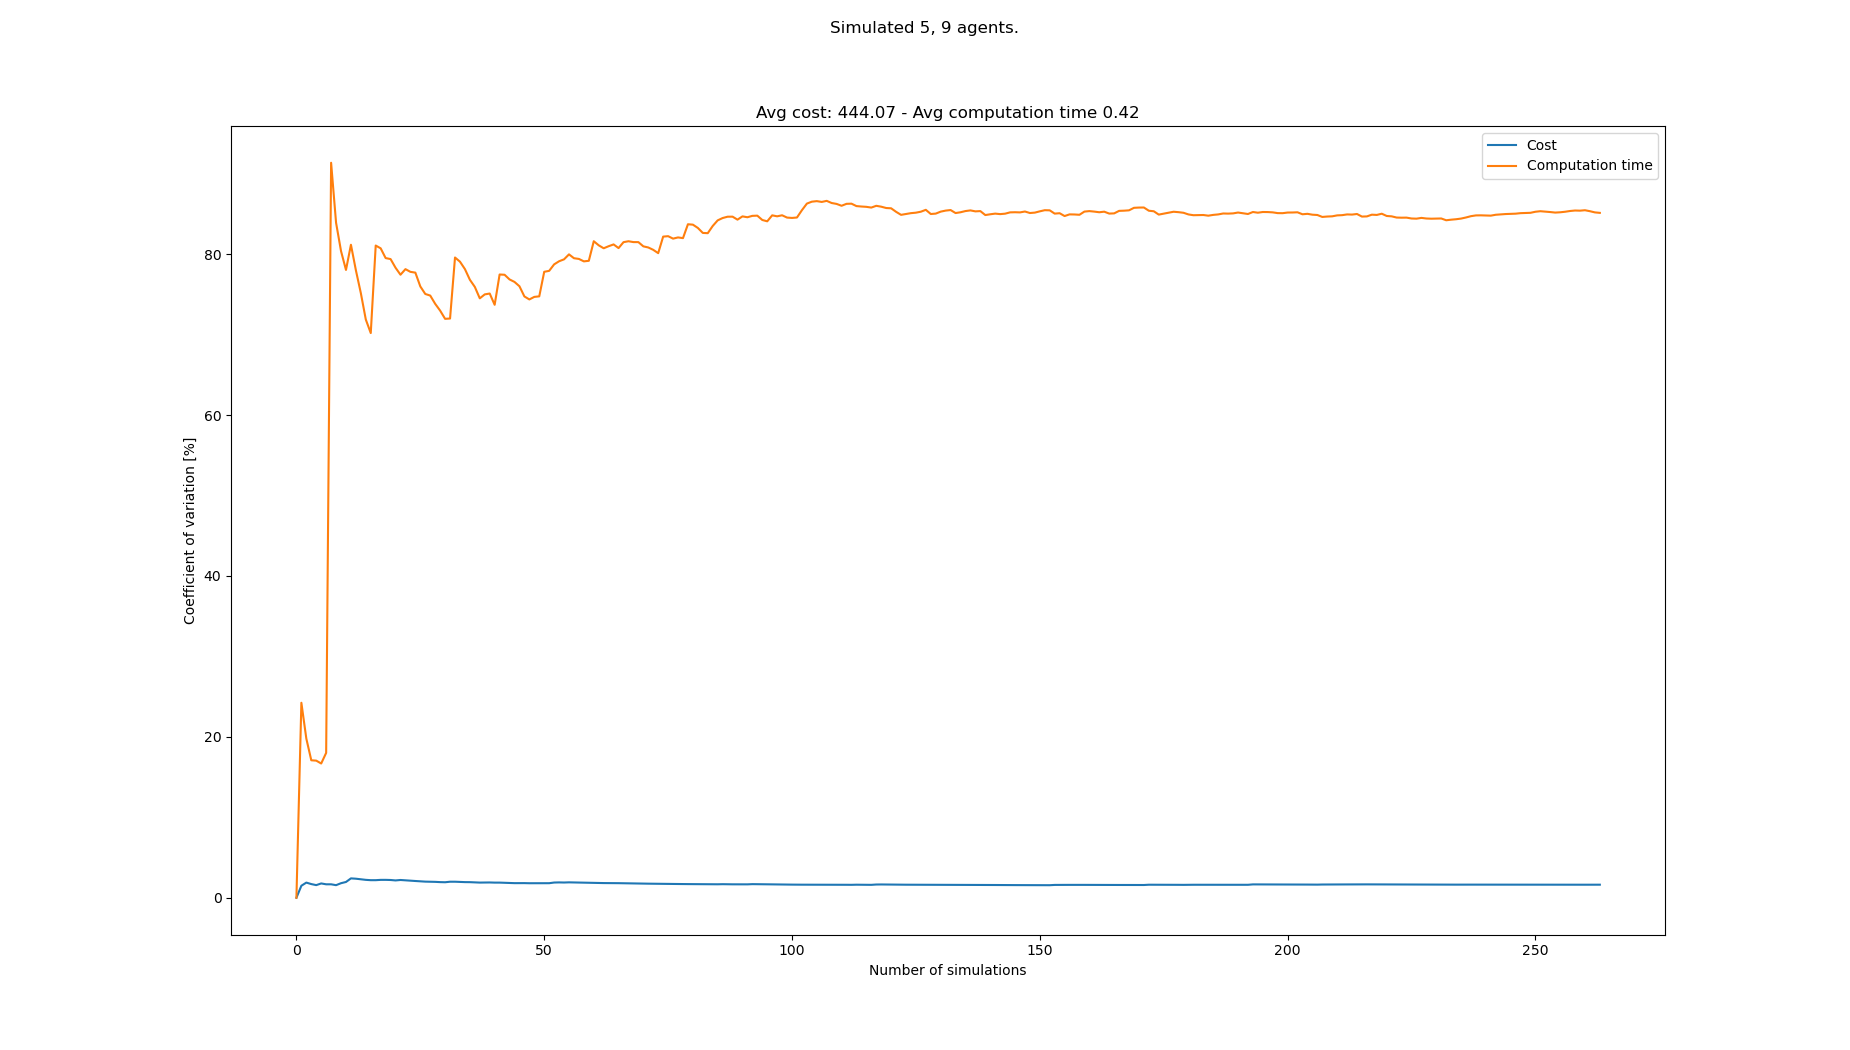 Simulated 5, 9 agents.
Avg cost: 444.07 - Avg computation time 0.42
Cost
Computation time
Coefficient of variation [%]
80
60
40
20
0
0 50 100 150 200 250
Number of simulations